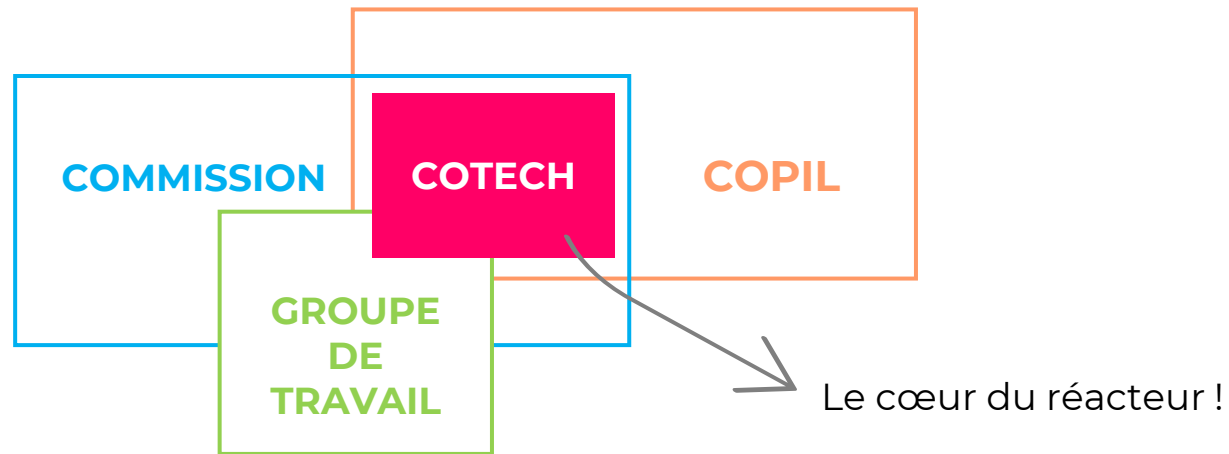 COMMISSION
COTECH
COPIL
GROUPE
DE
TRAVAIL
Le cœur du réacteur !